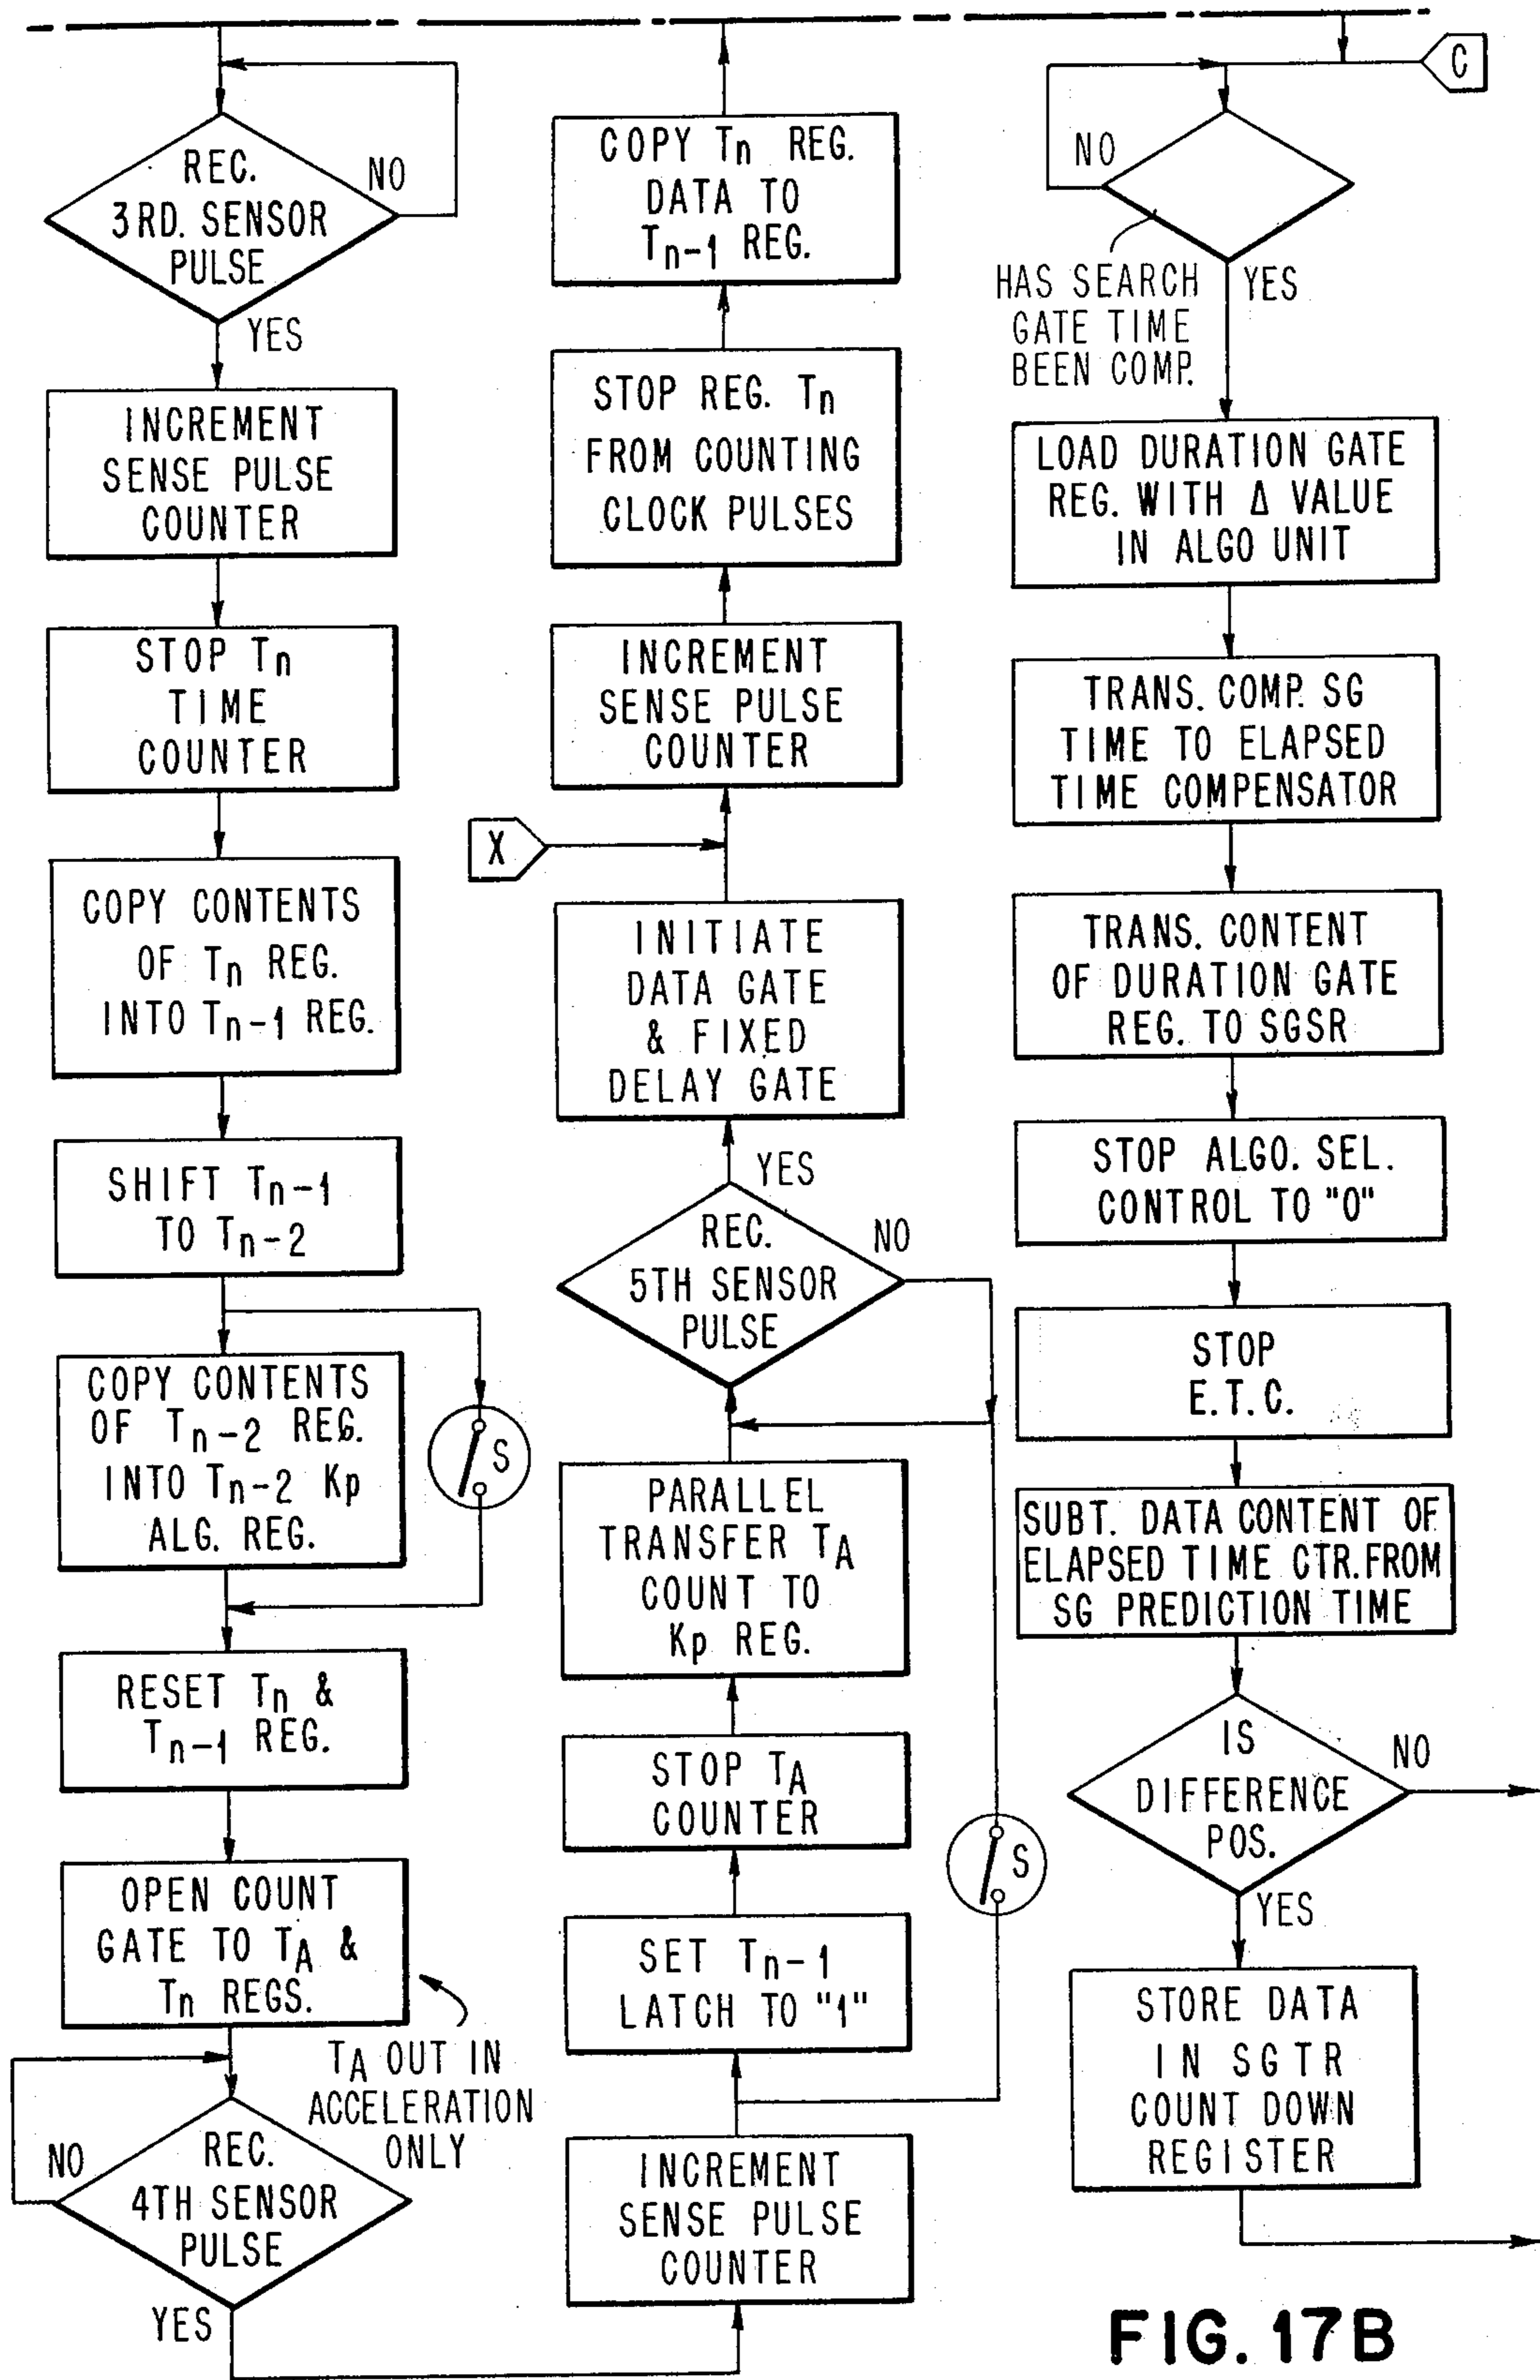 REC.
3RD. SENSOR
PULSE
NO
YES
INCREMENT
SENSE PULSE
COUNTER
STOP Tn
TIME
COUNTER
COPY CONTENTS
OF Tn REG.
INTO Tn-1 REG.
SHIFT Tn-1
TO Tn-2
COPY CONTENTS
OF Tn-2 REG.
INTO Tn-2 Kp
ALG. REG.
S
RESET Tn &
Tn-1 REG.
OPEN COUNT
GATE TO TA &
Tn REGS.
TA OUT IN
ACCELERATION
ONLY
NO
REC.
4TH SENSOR
PULSE
YES
COPY Tn REG.
DATA TO
Tn-1 REG.
STOP REG. Tn
FROM COUNTING
CLOCK PULSES
INCREMENT
SENSE PULSE
COUNTER
X
INITIATE
DATA GATE
& FIXED
DELAY GATE
YES
REC.
5TH SENSOR
PULSE
NO
PARALLEL
TRANSFER TA
COUNT TO
Kp REG.
STOP TA
COUNTER
S
SET Tn-1
LATCH TO "1"
INCREMENT
SENSE PULSE
COUNTER
C
NO
HAS SEARCH
GATE TIME
BEEN COMP.
YES
LOAD DURATION GATE
REG. WITH Δ VALUE
IN ALGO UNIT
TRANS. COMP. SG
TIME TO ELAPSED
TIME COMPENSATOR
TRANS. CONTENT
OF DURATION GATE
REG. TO SGSR
STOP ALGO. SEL.
CONTROL TO "0"
STOP
E.T.C.
SUBT. DATA CONTENT OF
ELAPSED TIME CTR. FROM
SG PREDICTION TIME
IS
DIFFERENCE
POS.
NO
YES
STORE DATA
IN SGTR
COUNT DOWN
REGISTER
FIG. 17B